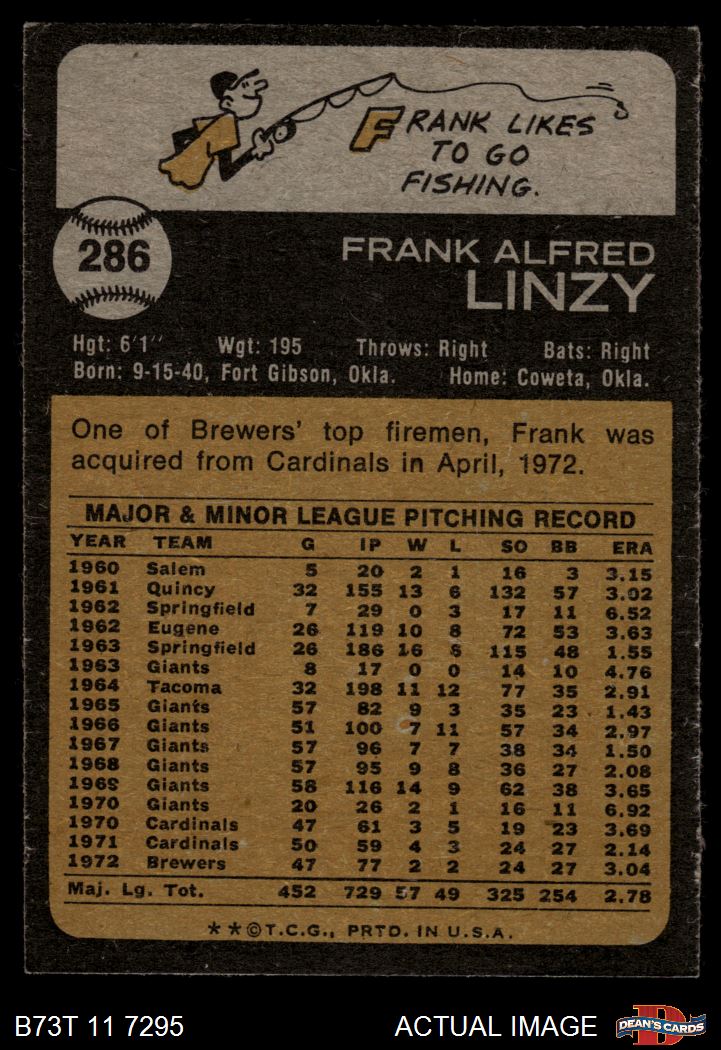 FRANK LIKES
TO GO
FISHING.
286
FRANK ALFRED
LINZY
Hgt: 6'1" Wgt: 195 Throws: Right Bats: Right
Born: 9-15-40, Fort Gibson, Okla. Home: Coweta, Okla.
One of Brewers' top firemen, Frank was
acquired from Cardinals in April, 1972.
MAJOR & MINOR LEAGUE PITCHING RECORD
YEAR TEAM G IP W L SO BB ERA
1960 Salem 5 20 2 1 16 3 3.15
1961 Quincy 32 155 13 6 132 57 3.02
1962 Springfield 7 29 0 3 17 11 6.52
1962 Eugene 26 119 10 8 72 53 3.63
1963 Springfield 26 186 16 6 115 48 1.55
1963 Giants 8 17 0 0 14 10 4.76
1964 Tacoma 32 198 11 12 77 35 2.91
1965 Giants 57 82 9 3 35 23 1.43
1966 Giants 51 100 7 11 57 34 2.97
1967 Giants 57 96 7 7 38 34 1.50
1968 Giants 57 95 9 8 36 27 2.08
1969 Giants 58 116 14 9 62 38 3.65
1970 Giants 20 26 2 1 16 11 6.92
1970 Cardinals 47 61 3 5 19 23 3.69
1971 Cardinals 50 59 4 3 24 27 2.14
1972 Brewers 47 77 2 2 24 27 3.04
Maj. Lg. Tot. 452 729 57 49 325 254 2.78
**©T.C.G., PRTD. IN U.S.A.
B73T 11 7295 ACTUAL IMAGE D DEAN'S CARDS